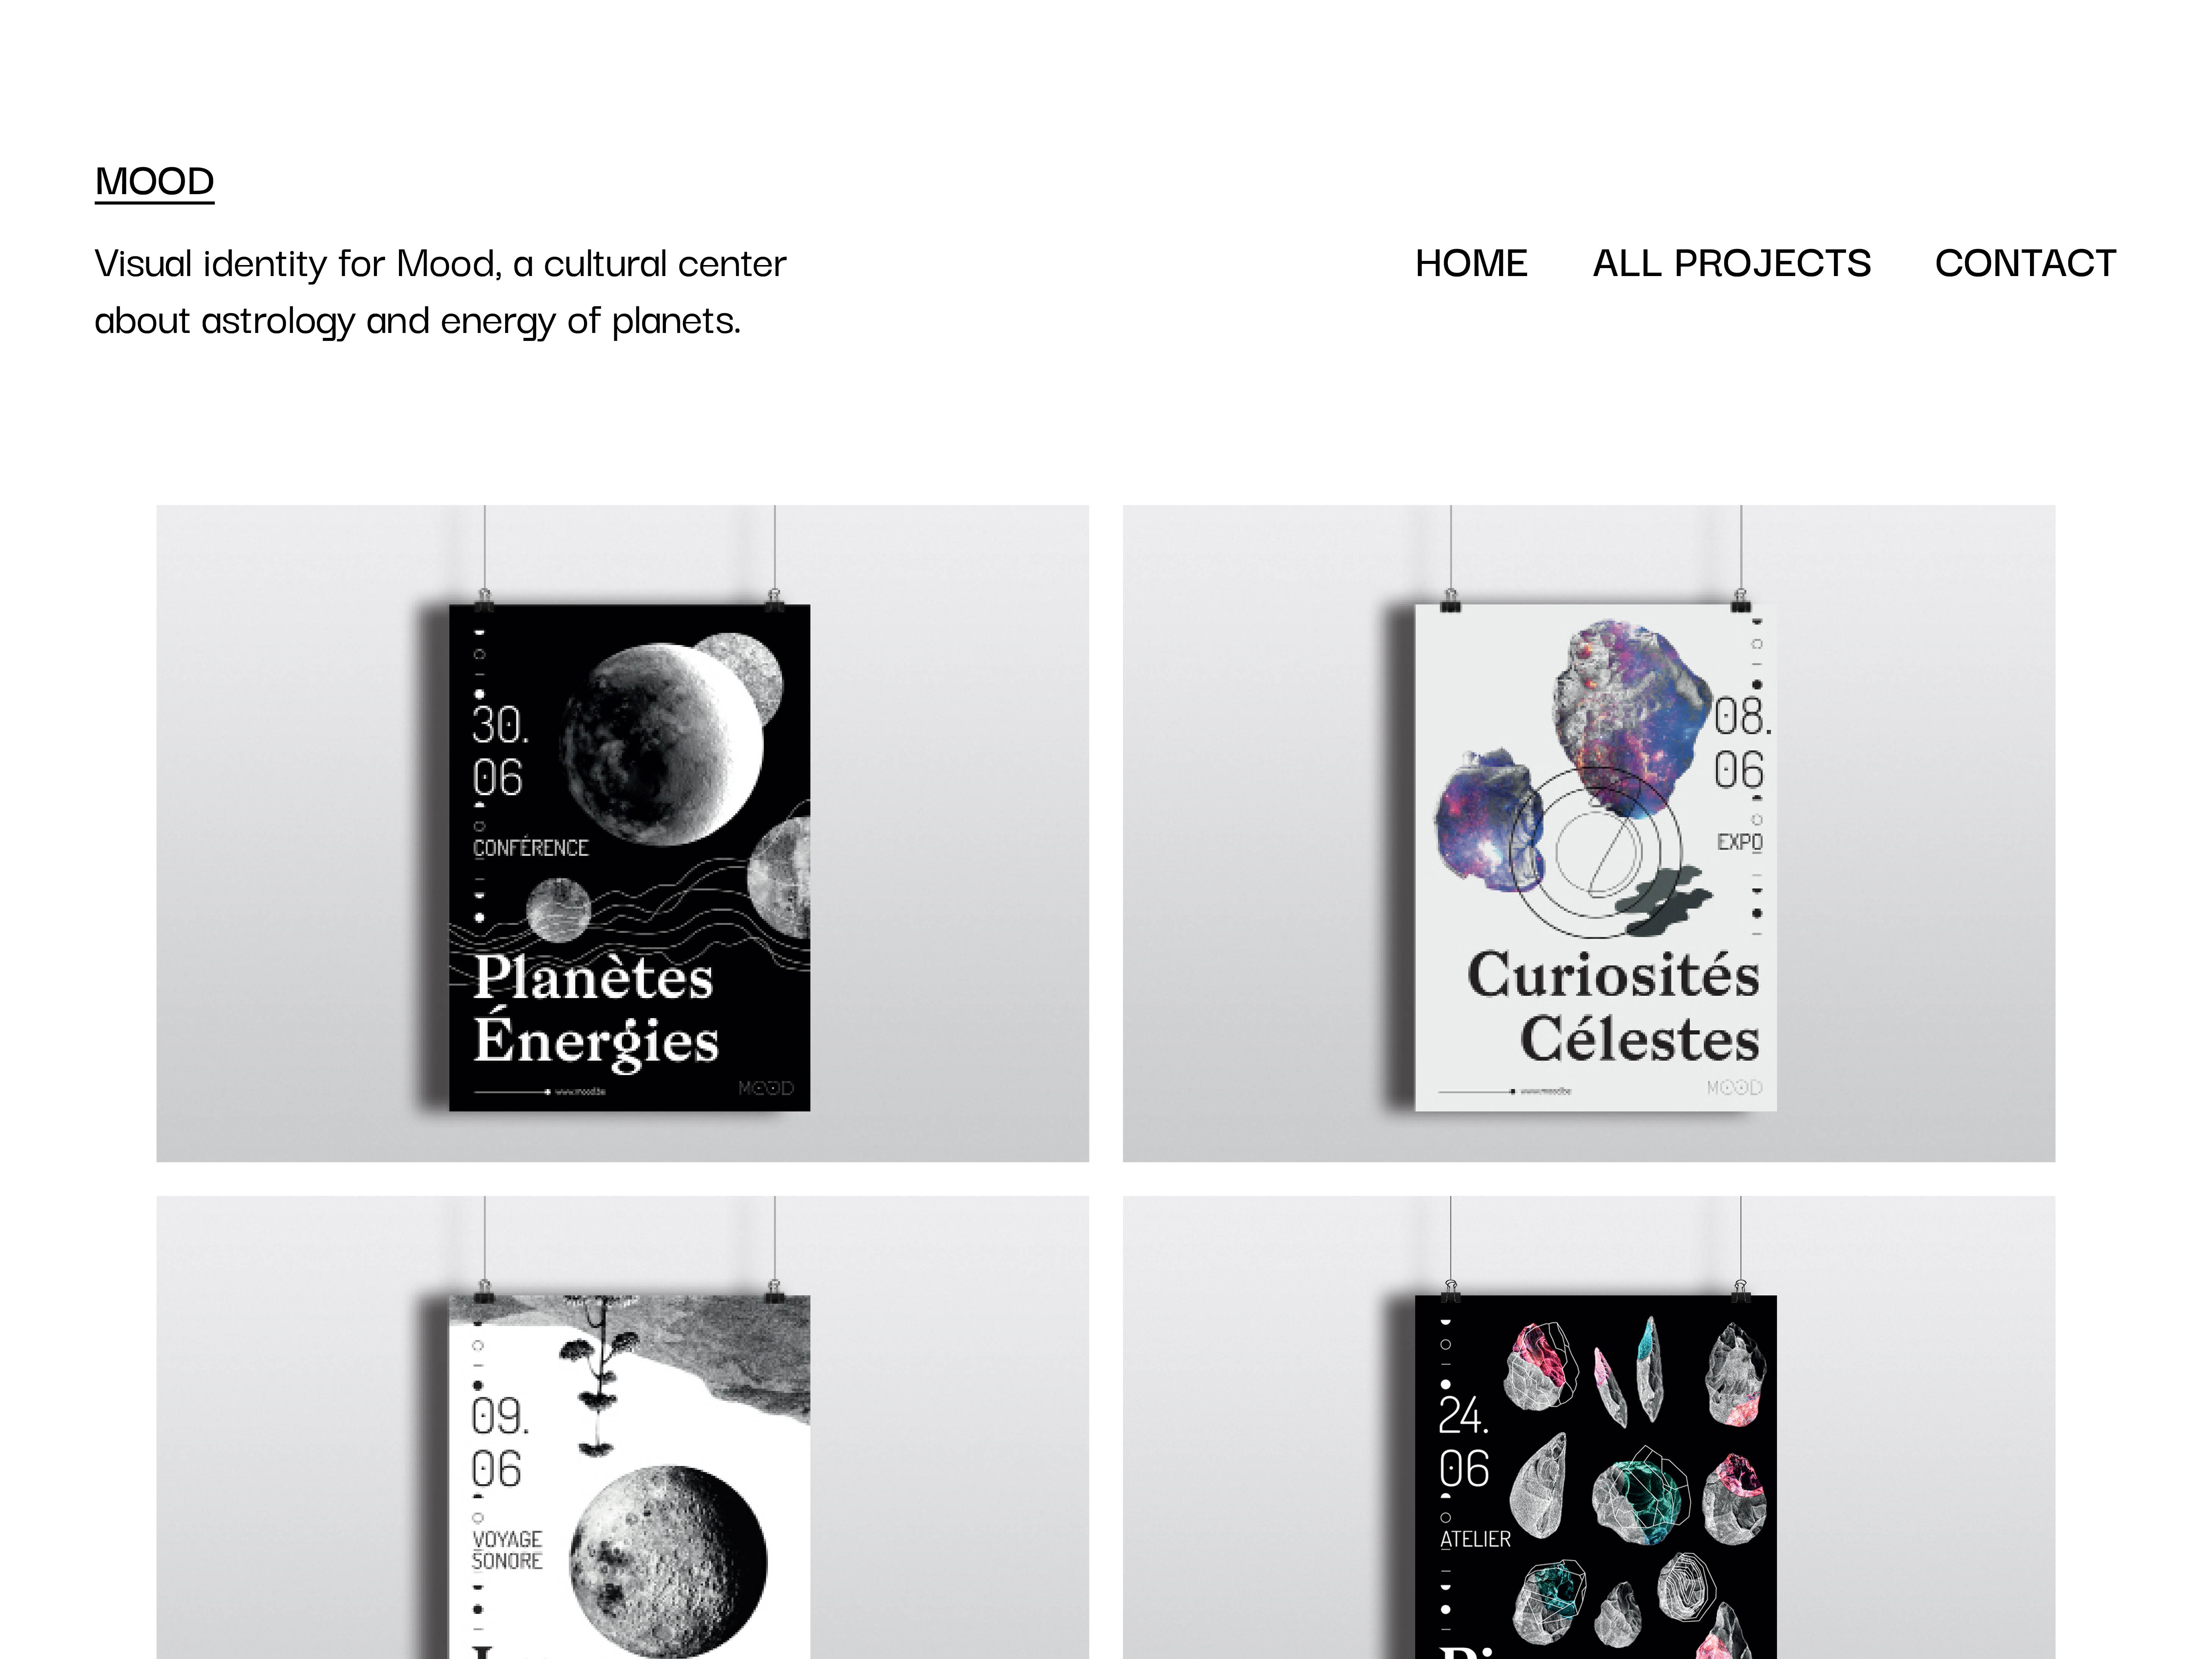 MOOD
Visual identity for Mood, a cultural center
about astrology and energy of planets.
HOME ALL PROJECTS CONTACT
30.
06
CONFÉRENCE
Planètes
Énergies
www.mood.be
MOOD
08.
06
EXPO
Curiosités
Célestes
www.mood.be
MOOD
09.
06
VOYAGE
SONORE
24.
06
ATELIER